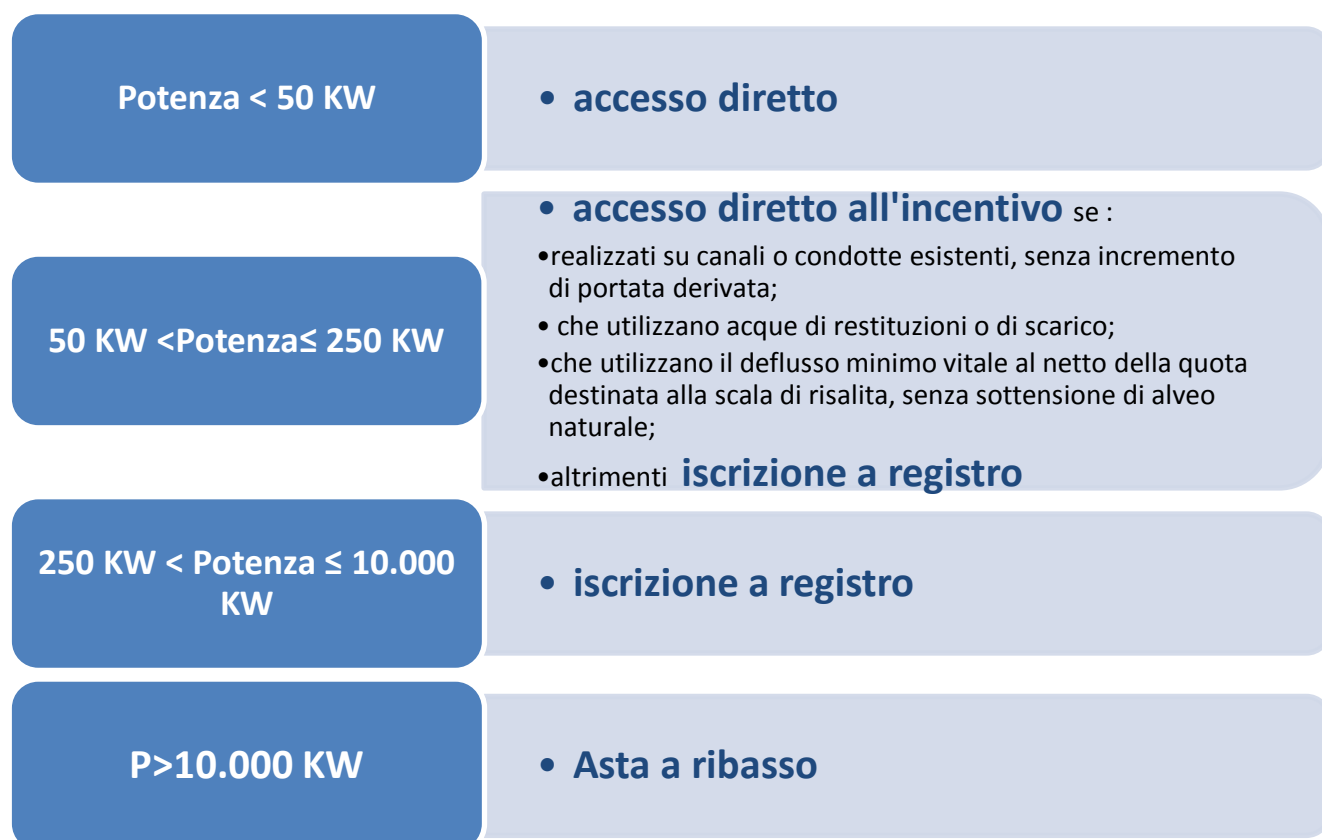 Potenza < 50 KW
• accesso diretto
50 KW <Potenza≤ 250 KW
• accesso diretto all'incentivo se :
•realizzati su canali o condotte esistenti, senza incremento
di portata derivata;
• che utilizzano acque di restituzioni o di scarico;
•che utilizzano il deflusso minimo vitale al netto della quota
destinata alla scala di risalita, senza sottensione di alveo
naturale;
•altrimenti iscrizione a registro
250 KW < Potenza ≤ 10.000
KW
• iscrizione a registro
P>10.000 KW
• Asta a ribasso